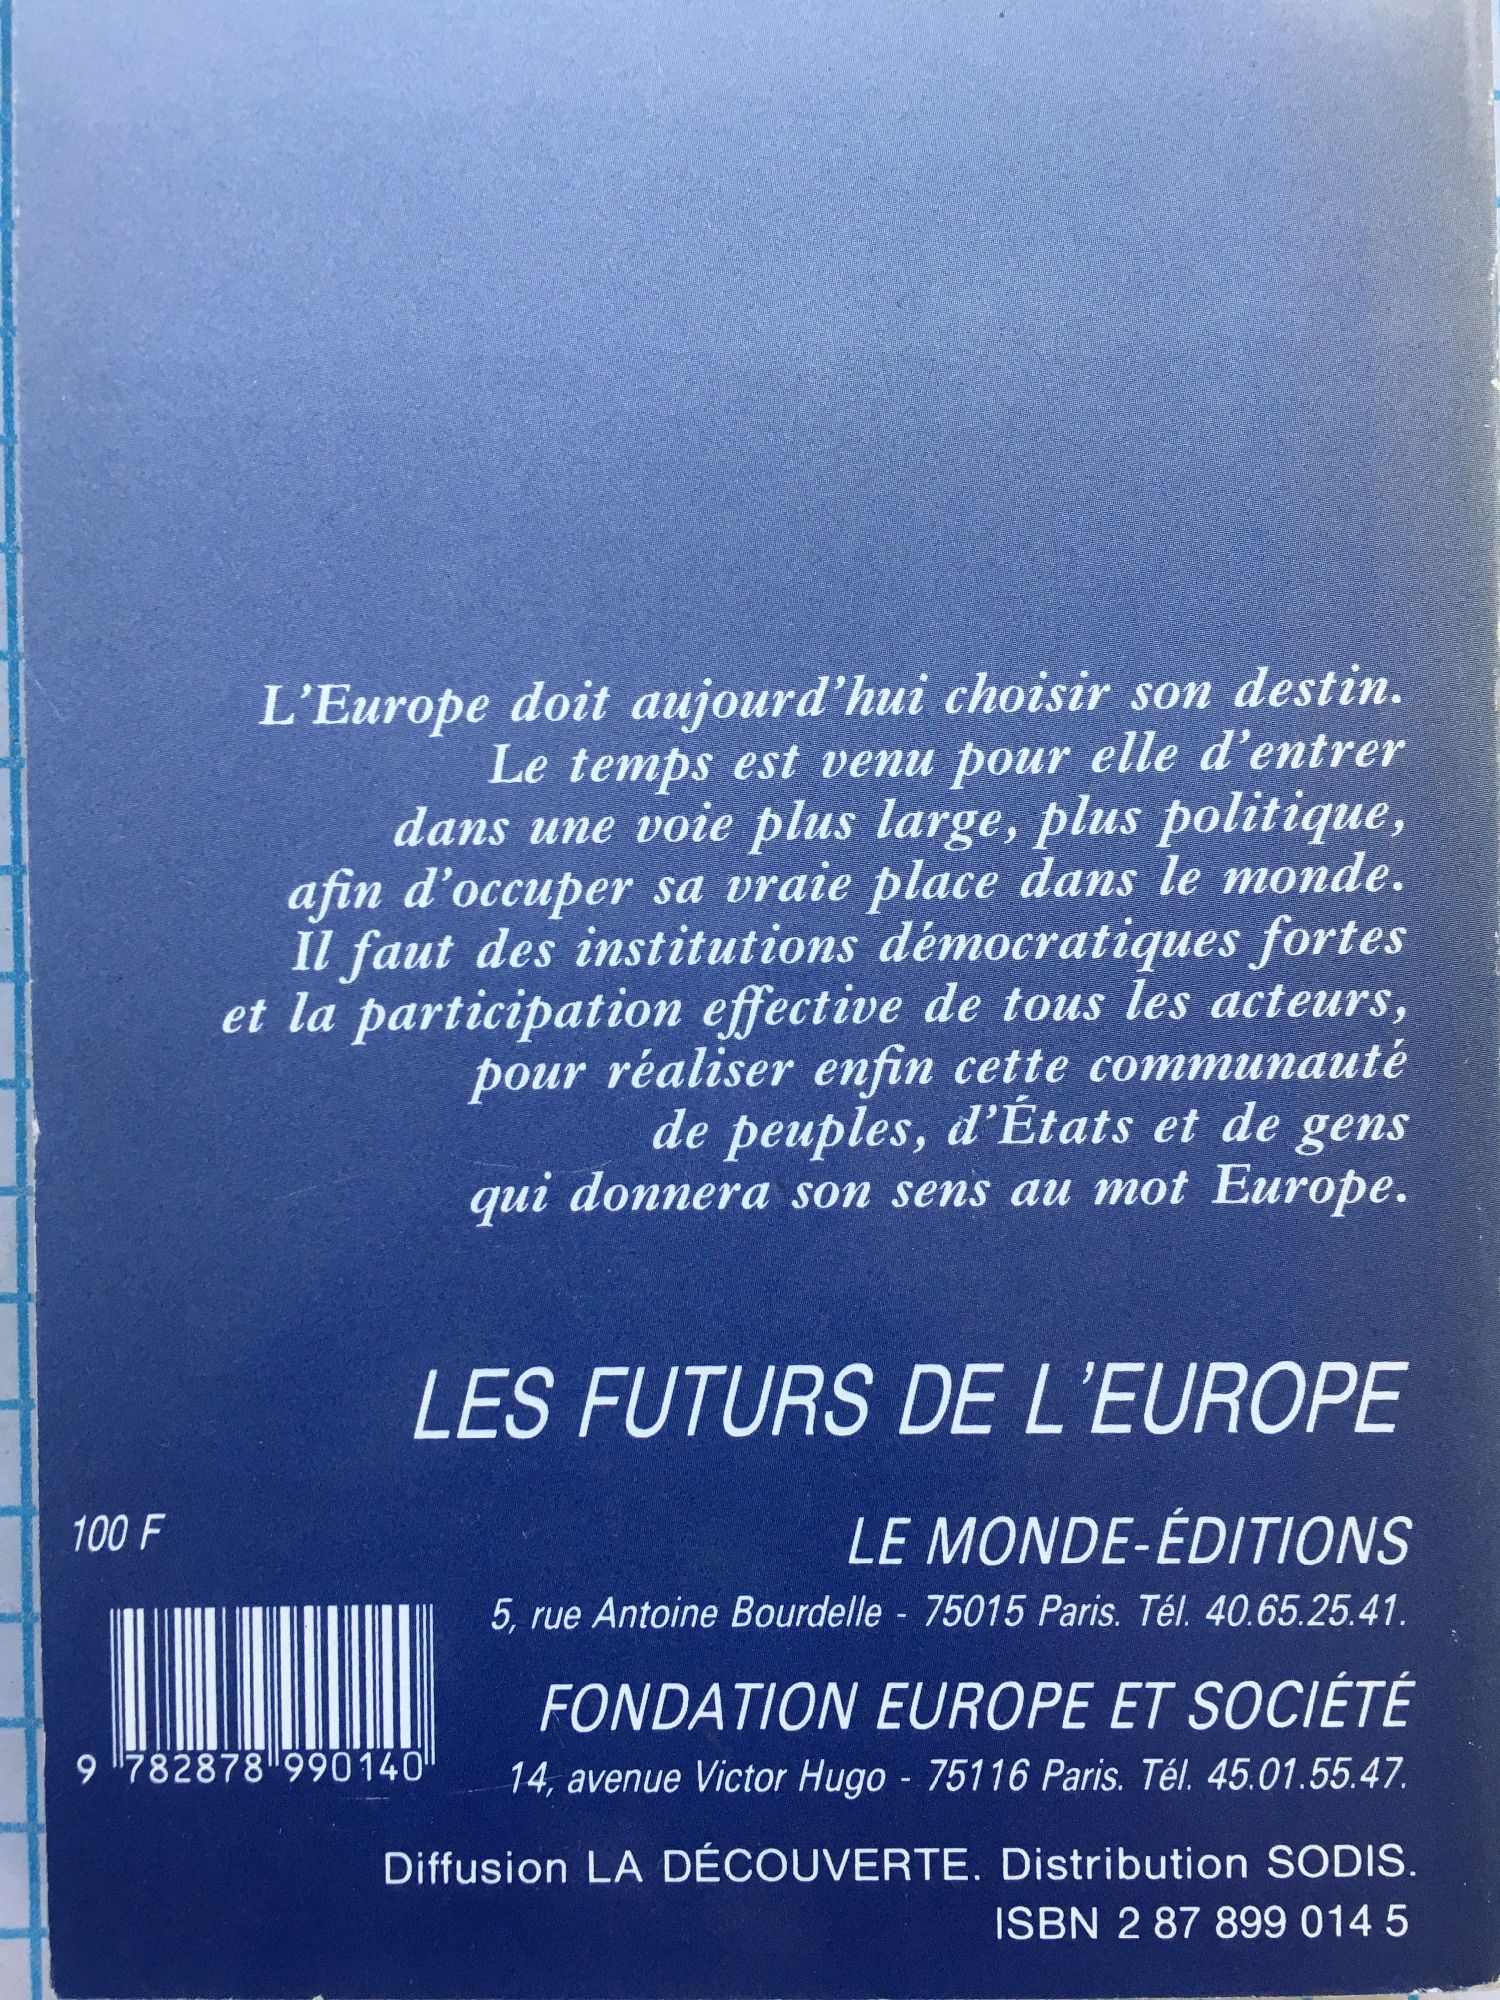 L'Europe doit aujourd'hui choisir son destin.
Le temps est venu pour elle d'entrer
dans une voie plus large, plus politique,
afin d'occuper sa vraie place dans le monde.
Il faut des institutions démocratiques fortes
et la participation effective de tous les acteurs,
pour réaliser enfin cette communauté
de peuples, d'États et de gens
qui donnera son sens au mot Europe.
LES FUTURS DE L'EUROPE
100 F
LE MONDE-ÉDITIONS
5, rue Antoine Bourdelle - 75015 Paris. Tél. 40.65.25.41.
FONDATION EUROPE ET SOCIÉTÉ
14, avenue Victor Hugo - 75116 Paris. Tél. 45.01.55.47.
9 782878 990140
Diffusion LA DÉCOUVERTE. Distribution SODIS.
ISBN 2 87 899 014 5